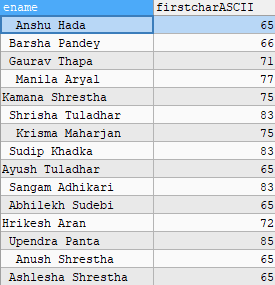 ename firstcharASCII
Anshu Hada 65
Barsha Pandey 66
Gaurav Thapa 71
Manila Aryal 77
Kamana Shrestha 75
Shrisha Tuladhar 83
Krisma Maharjan 75
Sudip Khadka 83
Ayush Tuladhar 65
Sangam Adhikari 83
Abhilekh Sudebi 65
Hrikesh Aran 72
Upendra Panta 85
Anush Shrestha 65
Ashlesha Shrestha 65